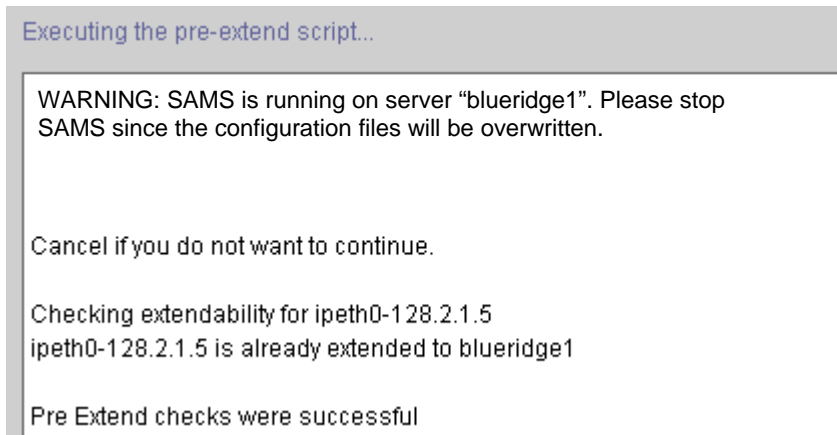 Executing the pre-extend script...
WARNING: SAMS is running on server “blueridge1”. Please stop
SAMS since the configuration files will be overwritten.
Cancel if you do not want to continue.
Checking extendability for ipeth0-128.2.1.5
ipeth0-128.2.1.5 is already extended to blueridge1
Pre Extend checks were successful